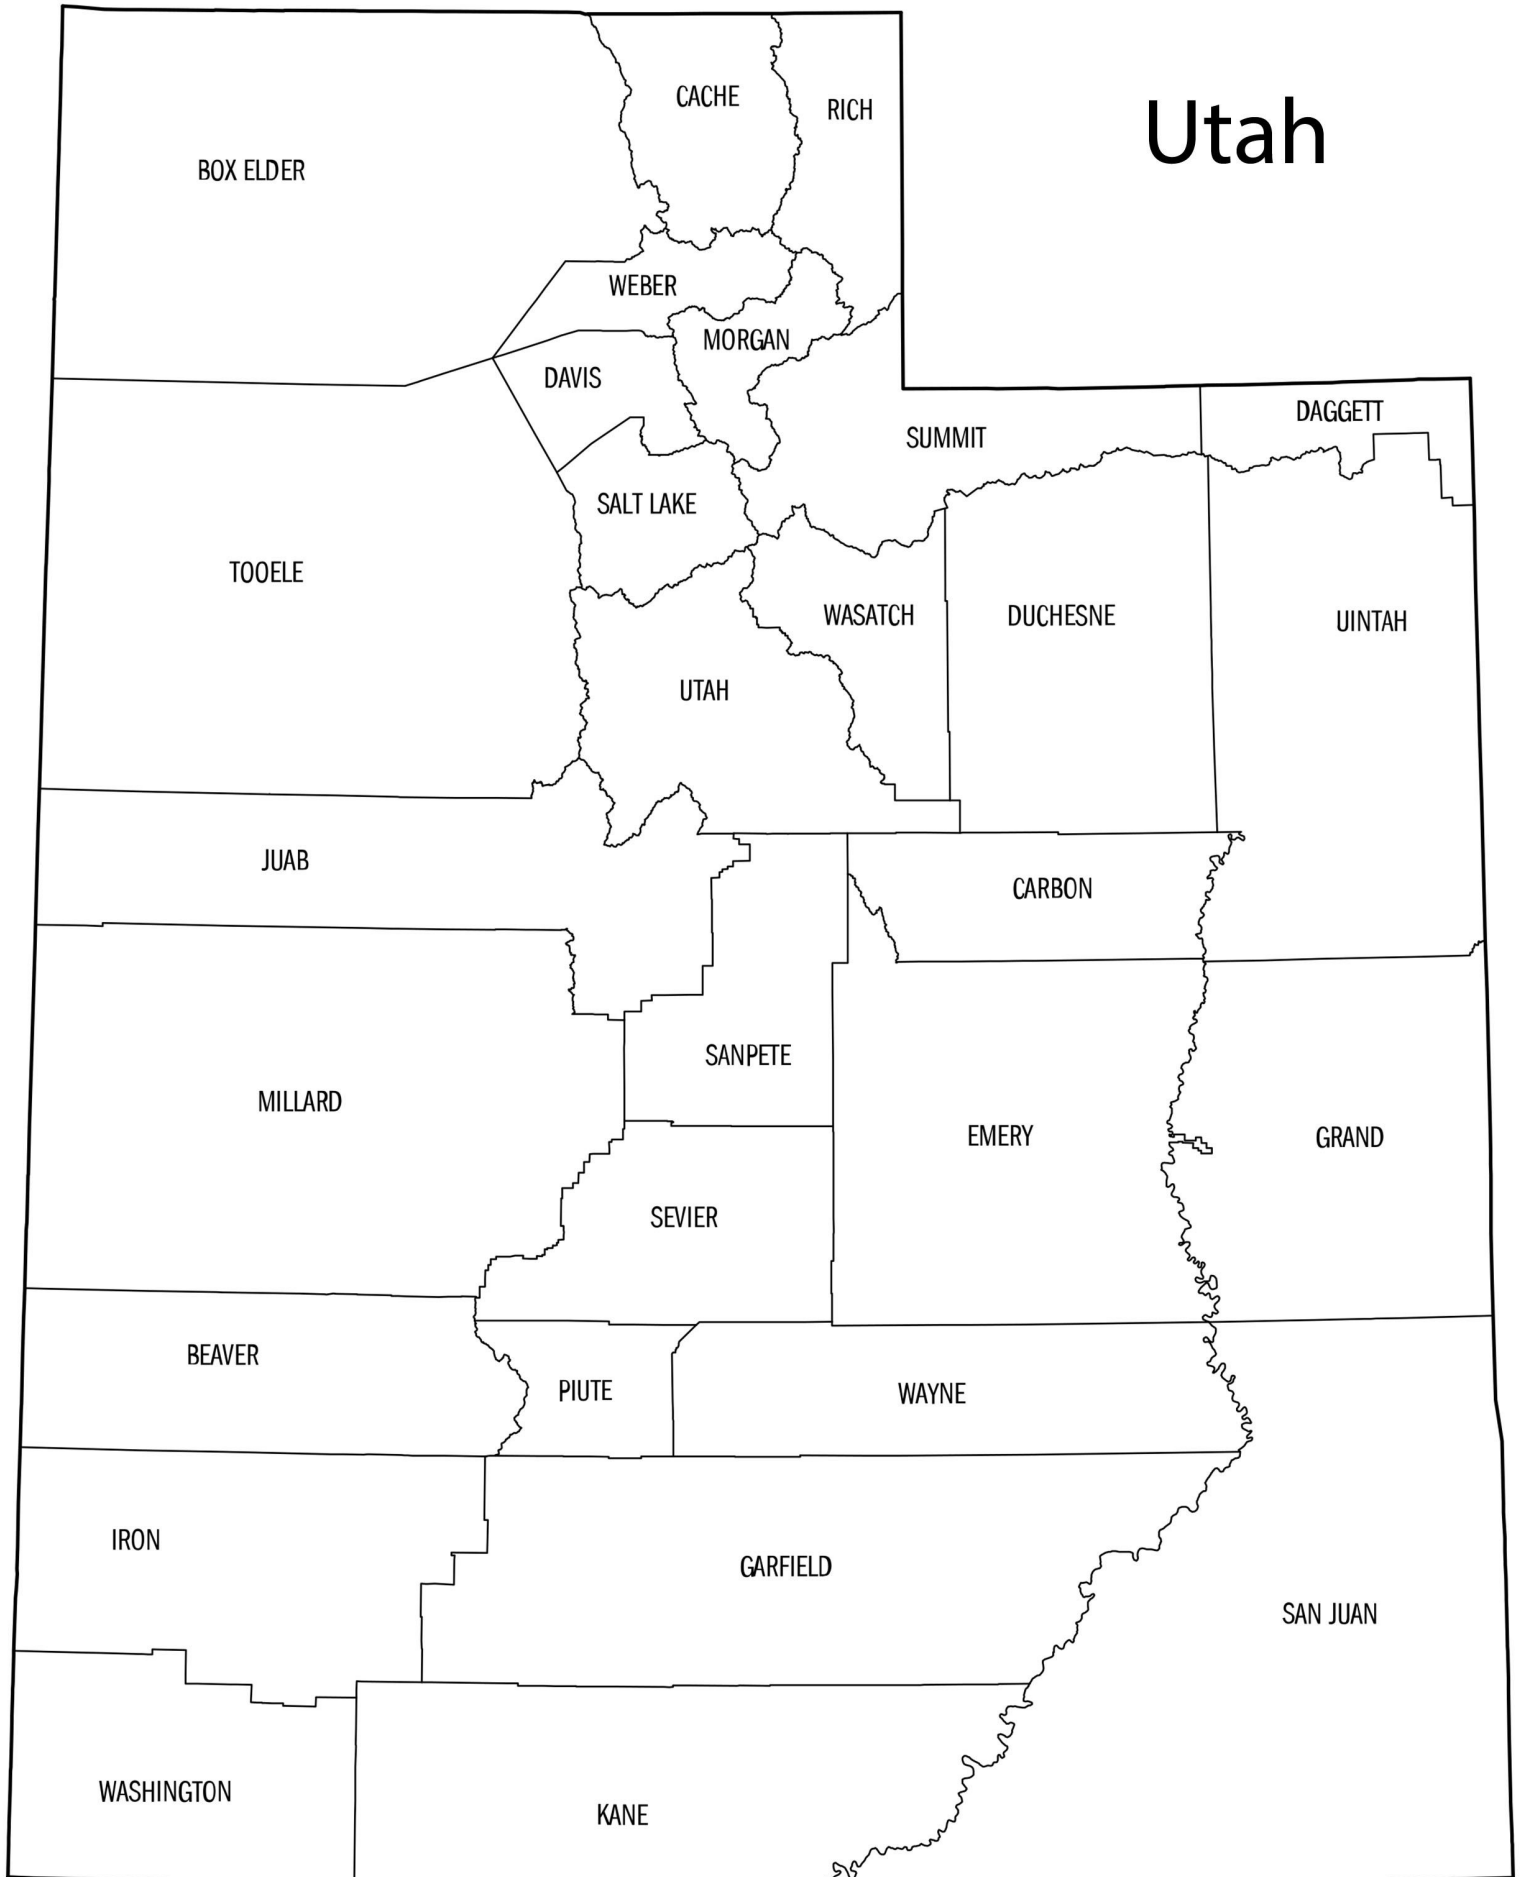 CACHE
RICH
Utah
BOX ELDER
WEBER
MORGAN
DAVIS
DAGGETT
SUMMIT
SALT LAKE
TOOELE
WASATCH
DUCHESNE
UINTAH
UTAH
JUAB
CARBON
SANPETE
MILLARD
EMERY
GRAND
SEVIER
BEAVER
PIUTE
WAYNE
IRON
GARFIELD
SAN JUAN
WASHINGTON
KANE